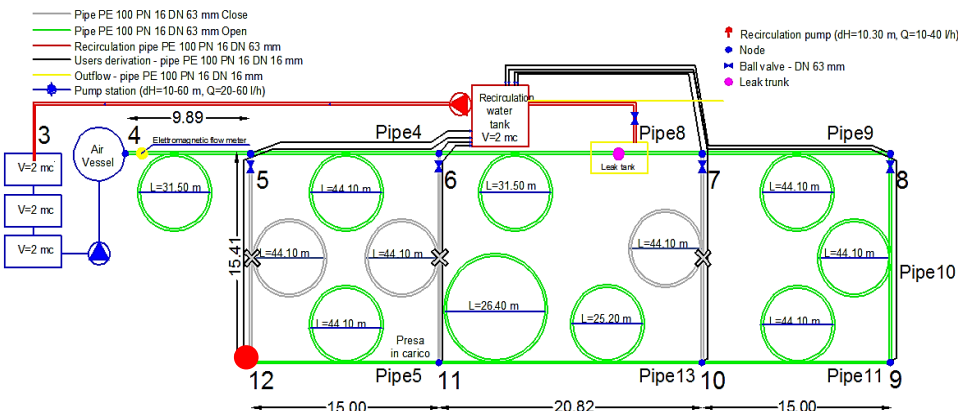 Pipe PE 100 PN 16 DN 63 mm Close
Pipe PE 100 PN 16 DN 63 mm Open
Recirculation pipe PE 100 PN 16 DN 63 mm
Users derivation - pipe PE 100 PN 16 DN 16 mm
Outflow - pipe PE 100 PN 16 DN 16 mm
Pump station (dH=10-60 m, Q=20-60 l/h)
Recirculation pump (dH=10.30 m, Q=10-40 l/h)
Node
Ball valve - DN 63 mm
Leak trunk
9.89
3
4
Elettromagnetic flow meter
Air
Vessel
V=2 mc
V=2 mc
V=2 mc
Recirculation
water
tank
V=2 mc
Pipe4
Pipe8
Pipe9
Leak tank
5
6
7
8
L=31.50 m
L=44.10 m
L=31.50 m
L=44.10 m
15.41
L=44.10 m
L=44.10 m
L=44.10 m
L=44.10 m
Pipe10
L=26.40 m
L=44.10 m
L=25.20 m
L=44.10 m
Presa
in carico
12
Pipe5
11
Pipe13
10
Pipe11
9
15.00
20.82
15.00